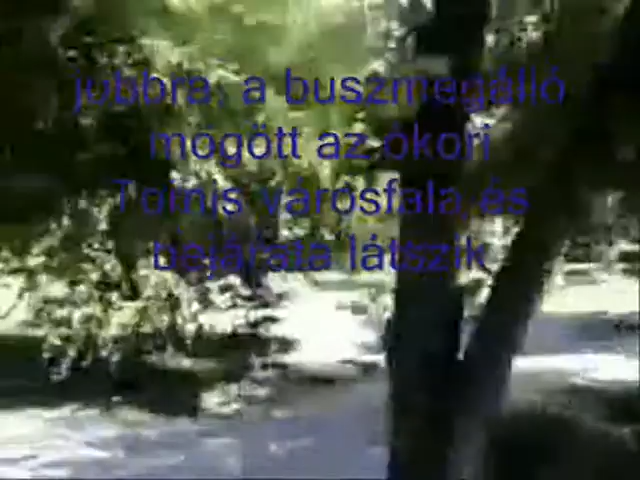 jobbra, a buszmegálló
mögött az ókori
Tomis városfala és
bejárata látszik